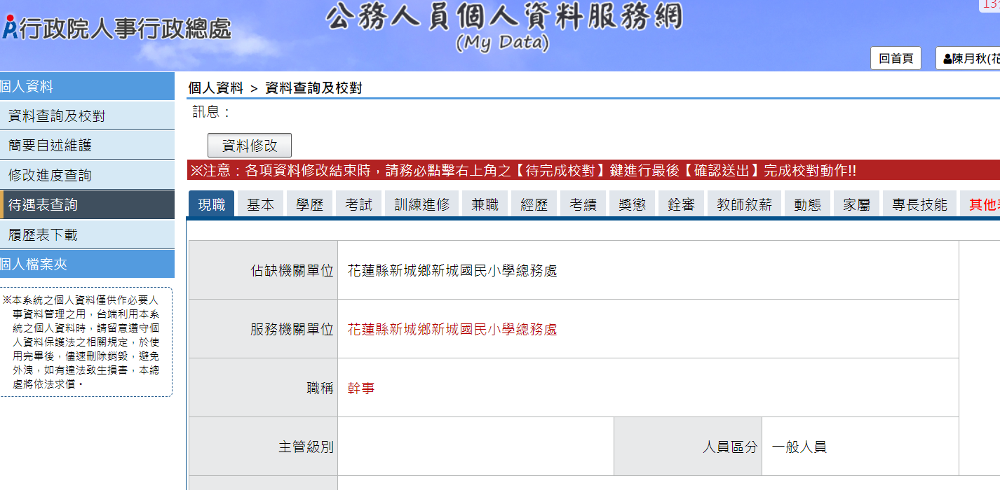 行政院人事行政總處
公務人員個人資料服務網
(My Data)
13
回首頁
陳月秋(花
個人資料
資料查詢及校對
簡要自述維護
修改進度查詢
待遇表查詢
履歷表下載
個人檔案夾
※本系統之個人資料僅供作必要人
事資料管理之用，台端利用本系
統之個人資料時，請留意遵守個
人資料保護法之相關規定，於使
用完畢後，儘速刪除銷毀，避免
外洩，如有違法致生損害，本總
處將依法求償。
個人資料 > 資料查詢及校對
訊息：
資料修改
※注意：各項資料修改結束時，請務必點擊右上角之【待完成校對】鍵進行最後【確認送出】完成校對動作!!
現職 基本 學歷 考試 訓練進修 兼職 經歷 考績 獎懲 銓審 教師敘薪 動態 家屬 專長技能 其他
佔缺機關單位 花蓮縣新城鄉新城國民小學總務處
服務機關單位 花蓮縣新城鄉新城國民小學總務處
職稱 幹事
主管級別 人員區分 一般人員